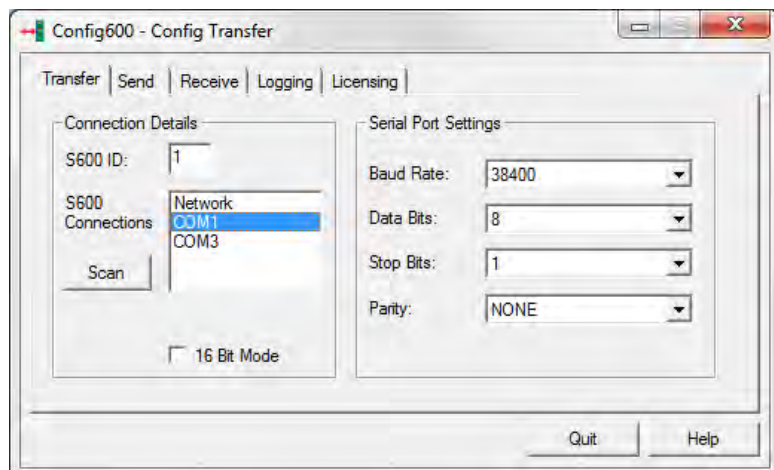 Config600 - Config Transfer
Transfer Send Receive Logging Licensing
Connection Details
S600 ID: 1
S600 Connections
Network
COM1
COM3
Scan
16 Bit Mode
Serial Port Settings
Baud Rate: 38400
Data Bits: 8
Stop Bits: 1
Parity: NONE
Quit Help